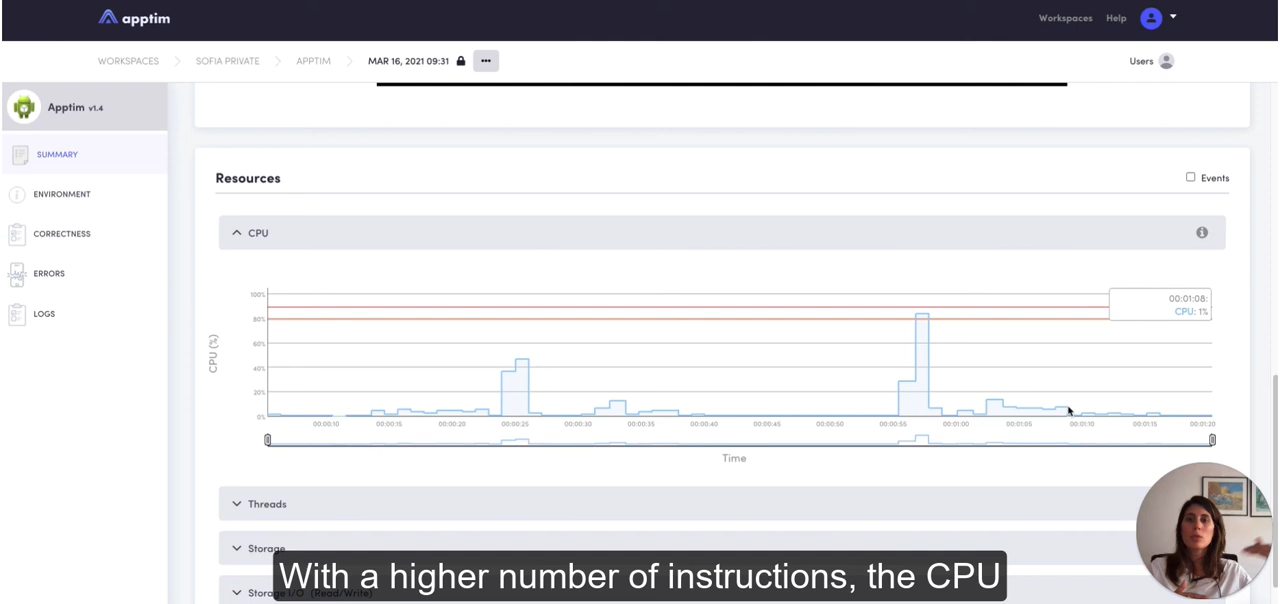 apptim
Workspaces Help
WORKSPACES SOFIA PRIVATE APPTIM MAR 16, 2021 09:31 ••• Users
Apptim v1.4
SUMMARY
ENVIRONMENT
CORRECTNESS
ERRORS
LOGS
Resources
Events
CPU
CPU (%)
100%
80%
60%
40%
20%
0%
00:01:08;
CPU: 1%
00:00:10 00:00:15 00:00:20 00:00:25 00:00:30 00:00:35 00:00:40 00:00:45 00:00:50 00:00:55 00:01:00 00:01:05 00:01:10 00:01:15 00:01:20
Time
Threads
Storage
Storage I/O (Read/Write)
With a higher number of instructions, the CPU